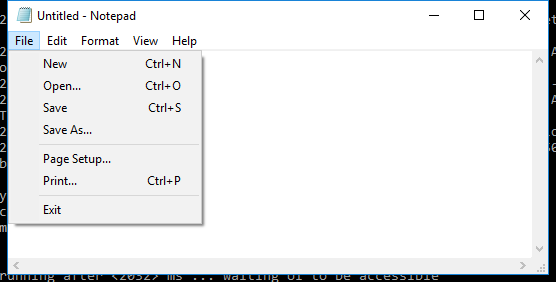 Untitled - Notepad
File Edit Format View Help
New Ctrl+N
Open... Ctrl+O
Save Ctrl+S
Save As...
Page Setup...
Print... Ctrl+P
Exit
running after <2032> ms ... waiting UI to be accessible